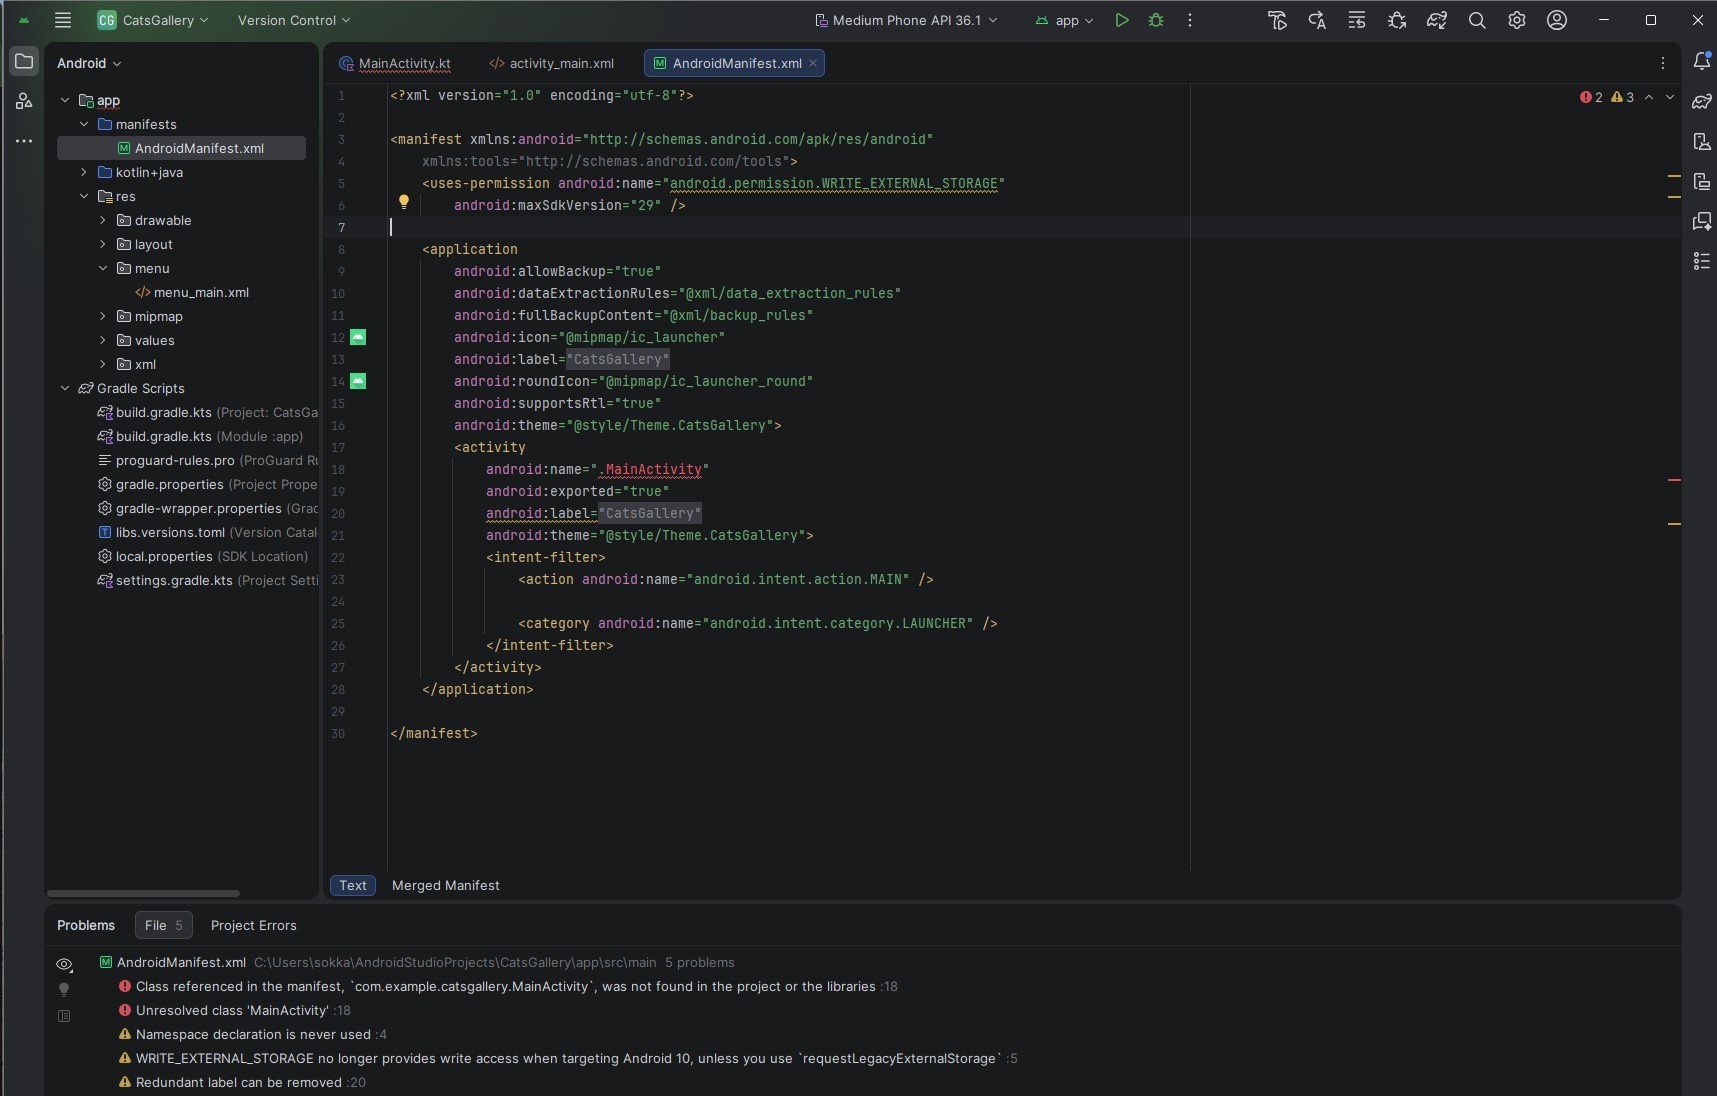 CG CatsGallery Version Control Medium Phone API 36.1 app
Android
MainActivity.kt activity_main.xml AndroidManifest.xml
app
manifests
AndroidManifest.xml
kotlin+java
res
drawable
layout
menu
menu_main.xml
mipmap
values
xml
Gradle Scripts
build.gradle.kts (Project: CatsGa
build.gradle.kts (Module :app)
proguard-rules.pro (ProGuard Ru
gradle.properties (Project Prope
gradle-wrapper.properties (Grad
libs.versions.toml (Version Catal
local.properties (SDK Location)
settings.gradle.kts (Project Setti
2 3
1 <?xml version="1.0" encoding="utf-8"?>
2
3 <manifest xmlns:android="http://schemas.android.com/apk/res/android"
4 xmlns:tools="http://schemas.android.com/tools">
5 <uses-permission android:name="android.permission.WRITE_EXTERNAL_STORAGE"
6 android:maxSdkVersion="29" />
7
8 <application
9 android:allowBackup="true"
10 android:dataExtractionRules="@xml/data_extraction_rules"
11 android:fullBackupContent="@xml/backup_rules"
12 android:icon="@mipmap/ic_launcher"
13 android:label="CatsGallery"
14 android:roundIcon="@mipmap/ic_launcher_round"
15 android:supportsRtl="true"
16 android:theme="@style/Theme.CatsGallery">
17 <activity
18 android:name=".MainActivity"
19 android:exported="true"
20 android:label="CatsGallery"
21 android:theme="@style/Theme.CatsGallery">
22 <intent-filter>
23 <action android:name="android.intent.action.MAIN" />
24
25 <category android:name="android.intent.category.LAUNCHER" />
26 </intent-filter>
27 </activity>
28 </application>
29
30 </manifest>
Text Merged Manifest
Problems File 5 Project Errors
AndroidManifest.xml C:\Users\sokka\AndroidStudioProjects\CatsGallery\app\src\main 5 problems
Class referenced in the manifest, `com.example.catsgallery.MainActivity`, was not found in the project or the libraries :18
Unresolved class 'MainActivity' :18
Namespace declaration is never used :4
WRITE_EXTERNAL_STORAGE no longer provides write access when targeting Android 10, unless you use `requestLegacyExternalStorage` :5
Redundant label can be removed :20